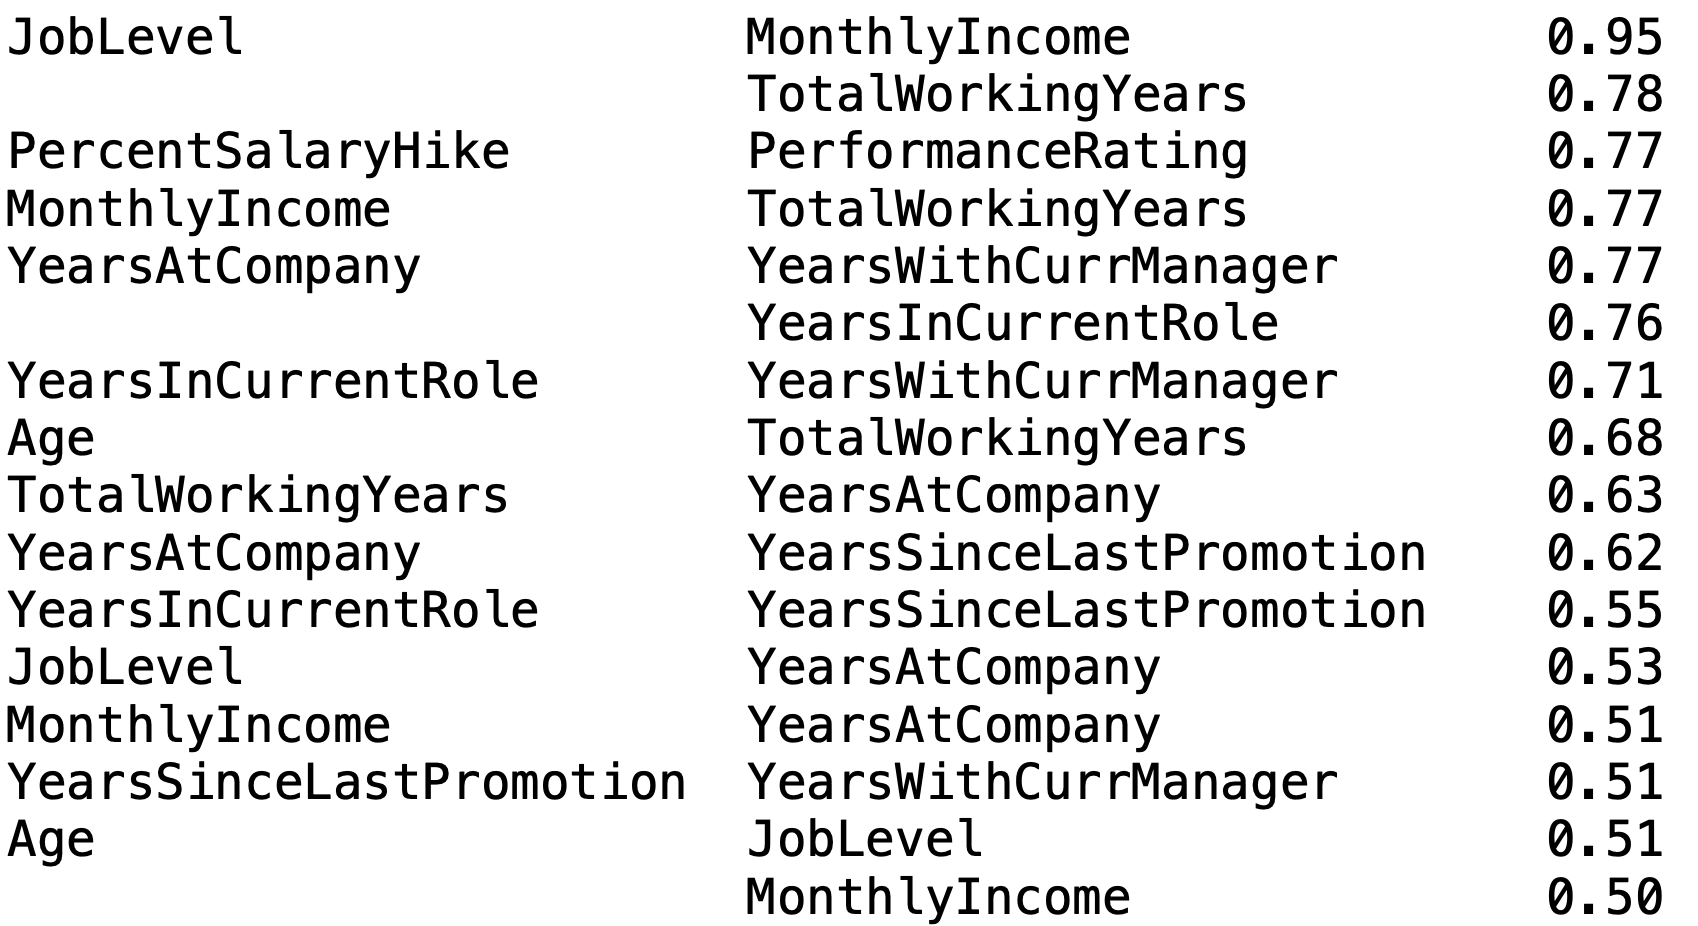 JobLevel MonthlyIncome 0.95
TotalWorkingYears 0.78
PercentSalaryHike PerformanceRating 0.77
MonthlyIncome TotalWorkingYears 0.77
YearsAtCompany YearsWithCurrManager 0.77
YearsInCurrentRole 0.76
YearsInCurrentRole YearsWithCurrManager 0.71
Age TotalWorkingYears 0.68
TotalWorkingYears YearsAtCompany 0.63
YearsAtCompany YearsSinceLastPromotion 0.62
YearsInCurrentRole YearsSinceLastPromotion 0.55
JobLevel YearsAtCompany 0.53
MonthlyIncome YearsAtCompany 0.51
YearsSinceLastPromotion YearsWithCurrManager 0.51
Age JobLevel 0.51
MonthlyIncome 0.50